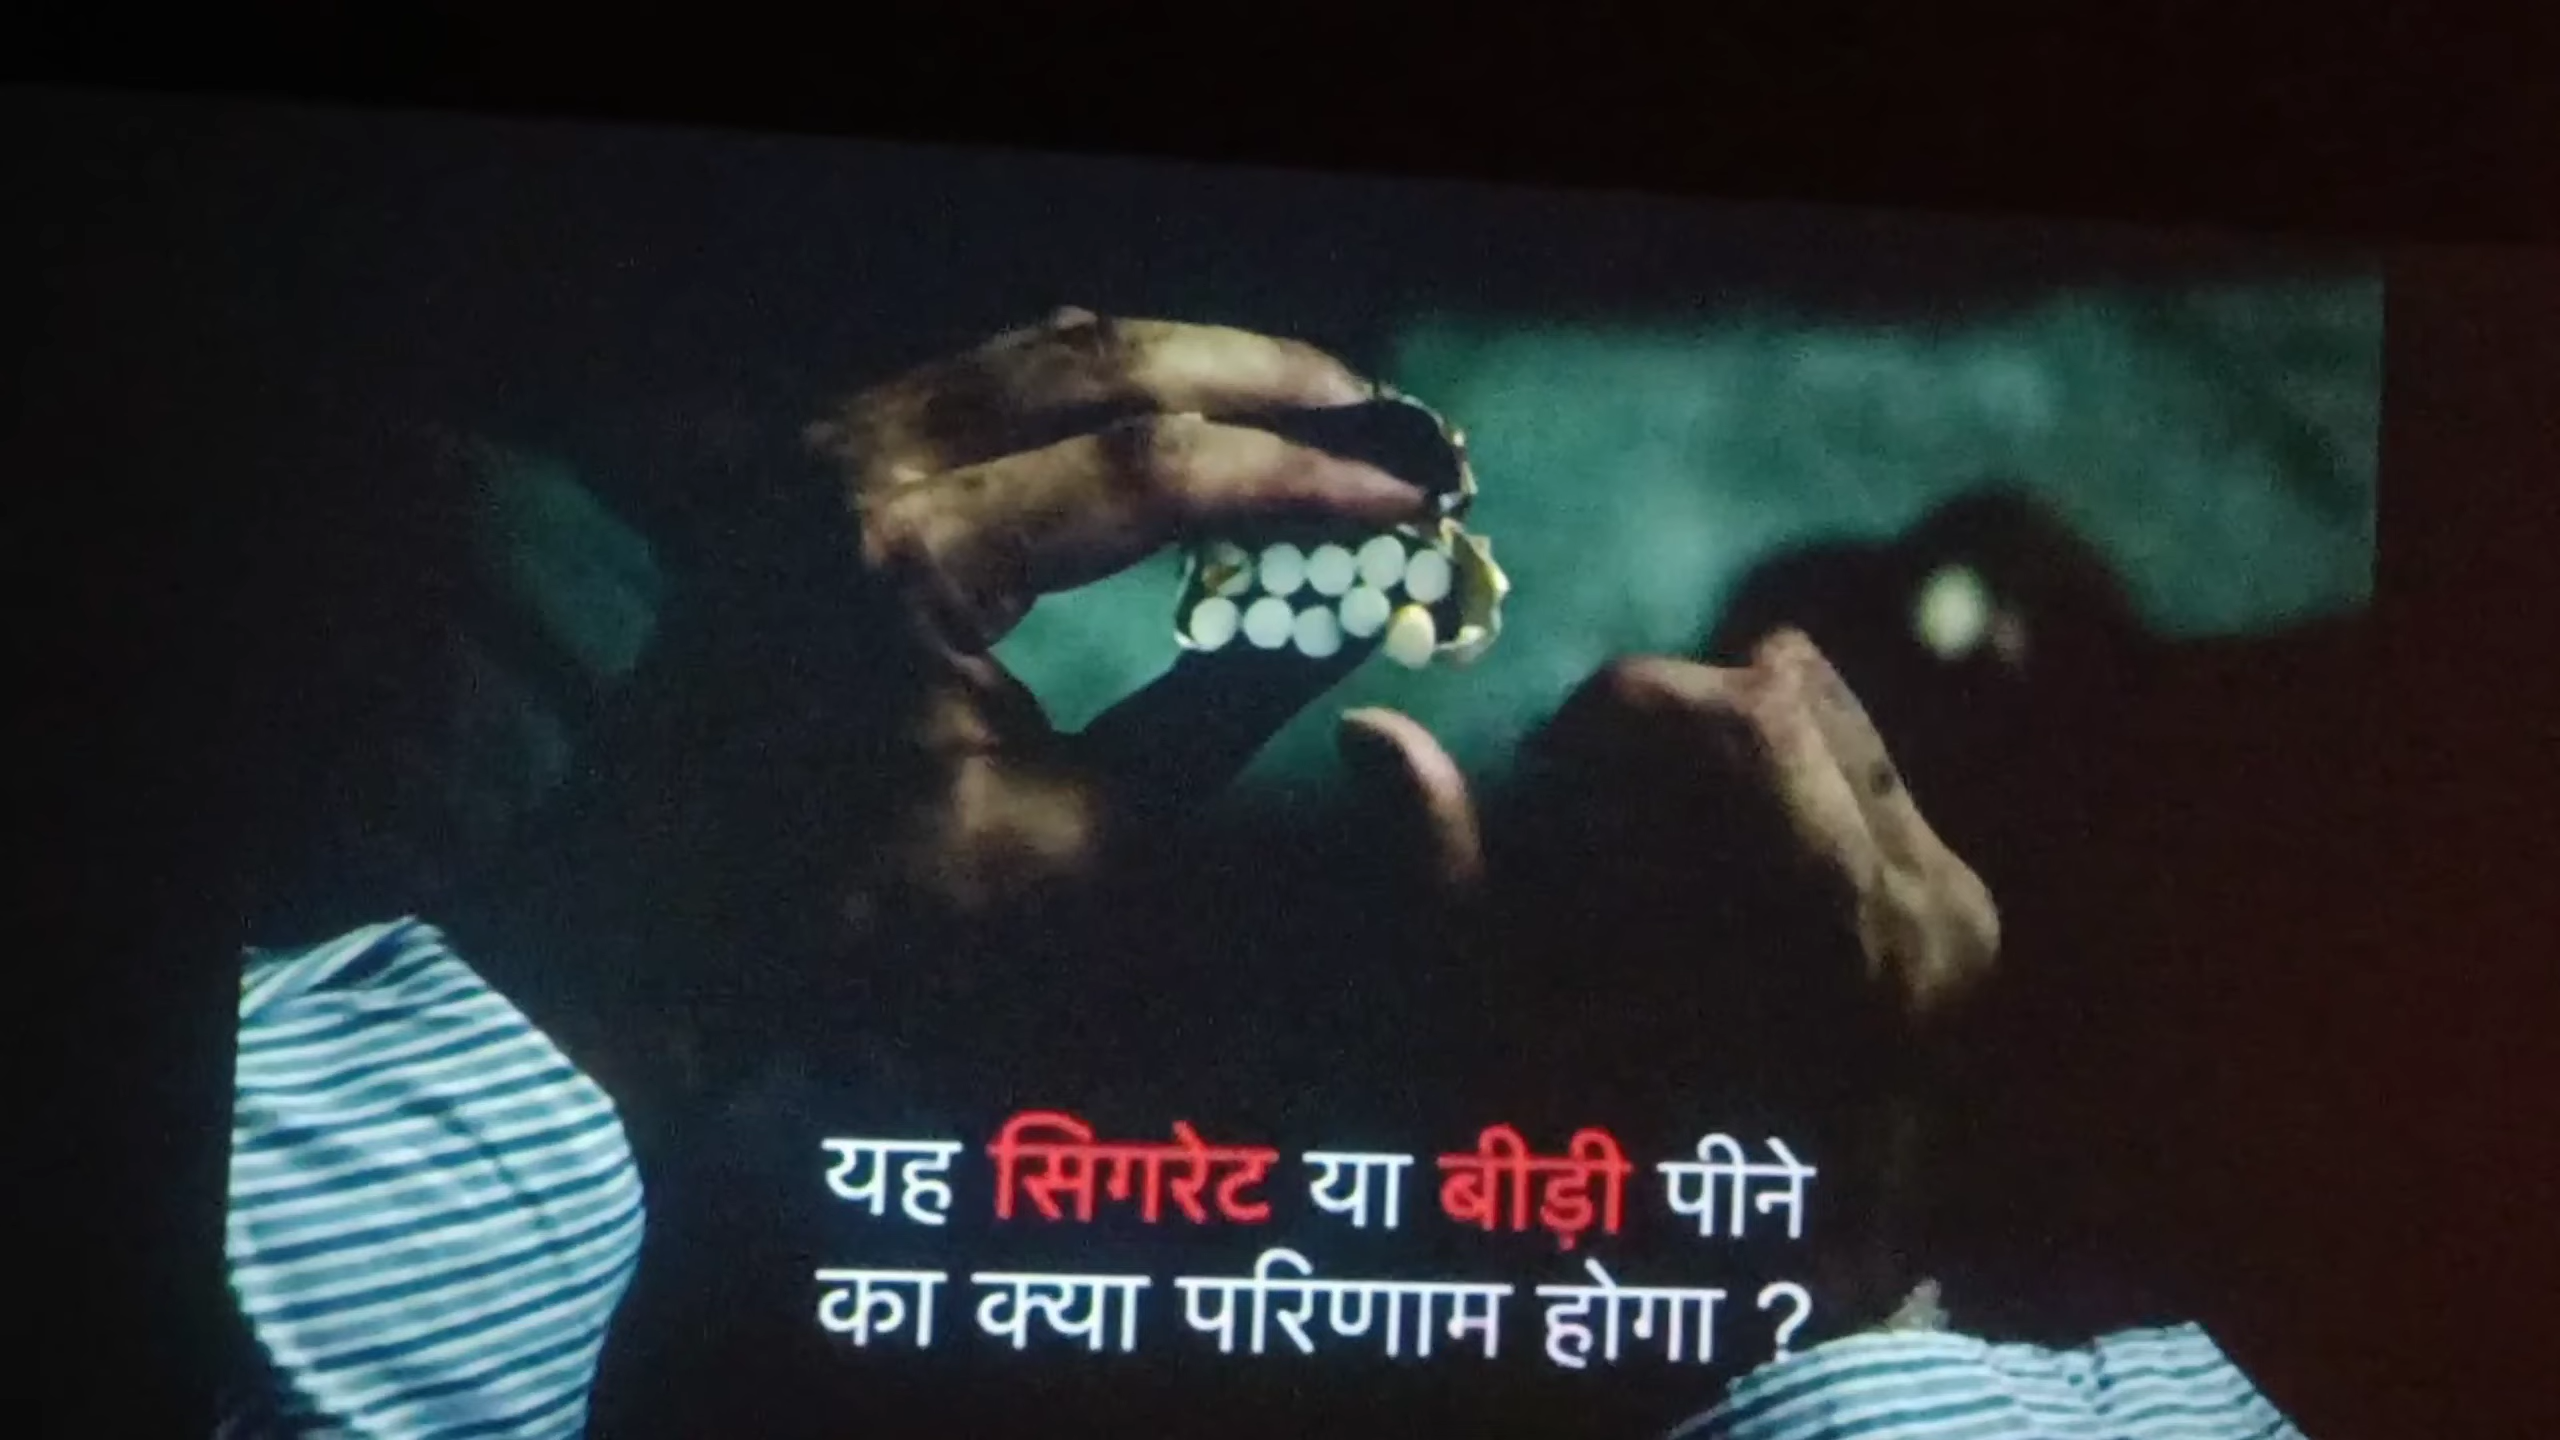 यह सिगरेट या बीड़ी पीने
का क्या परिणाम होगा ?